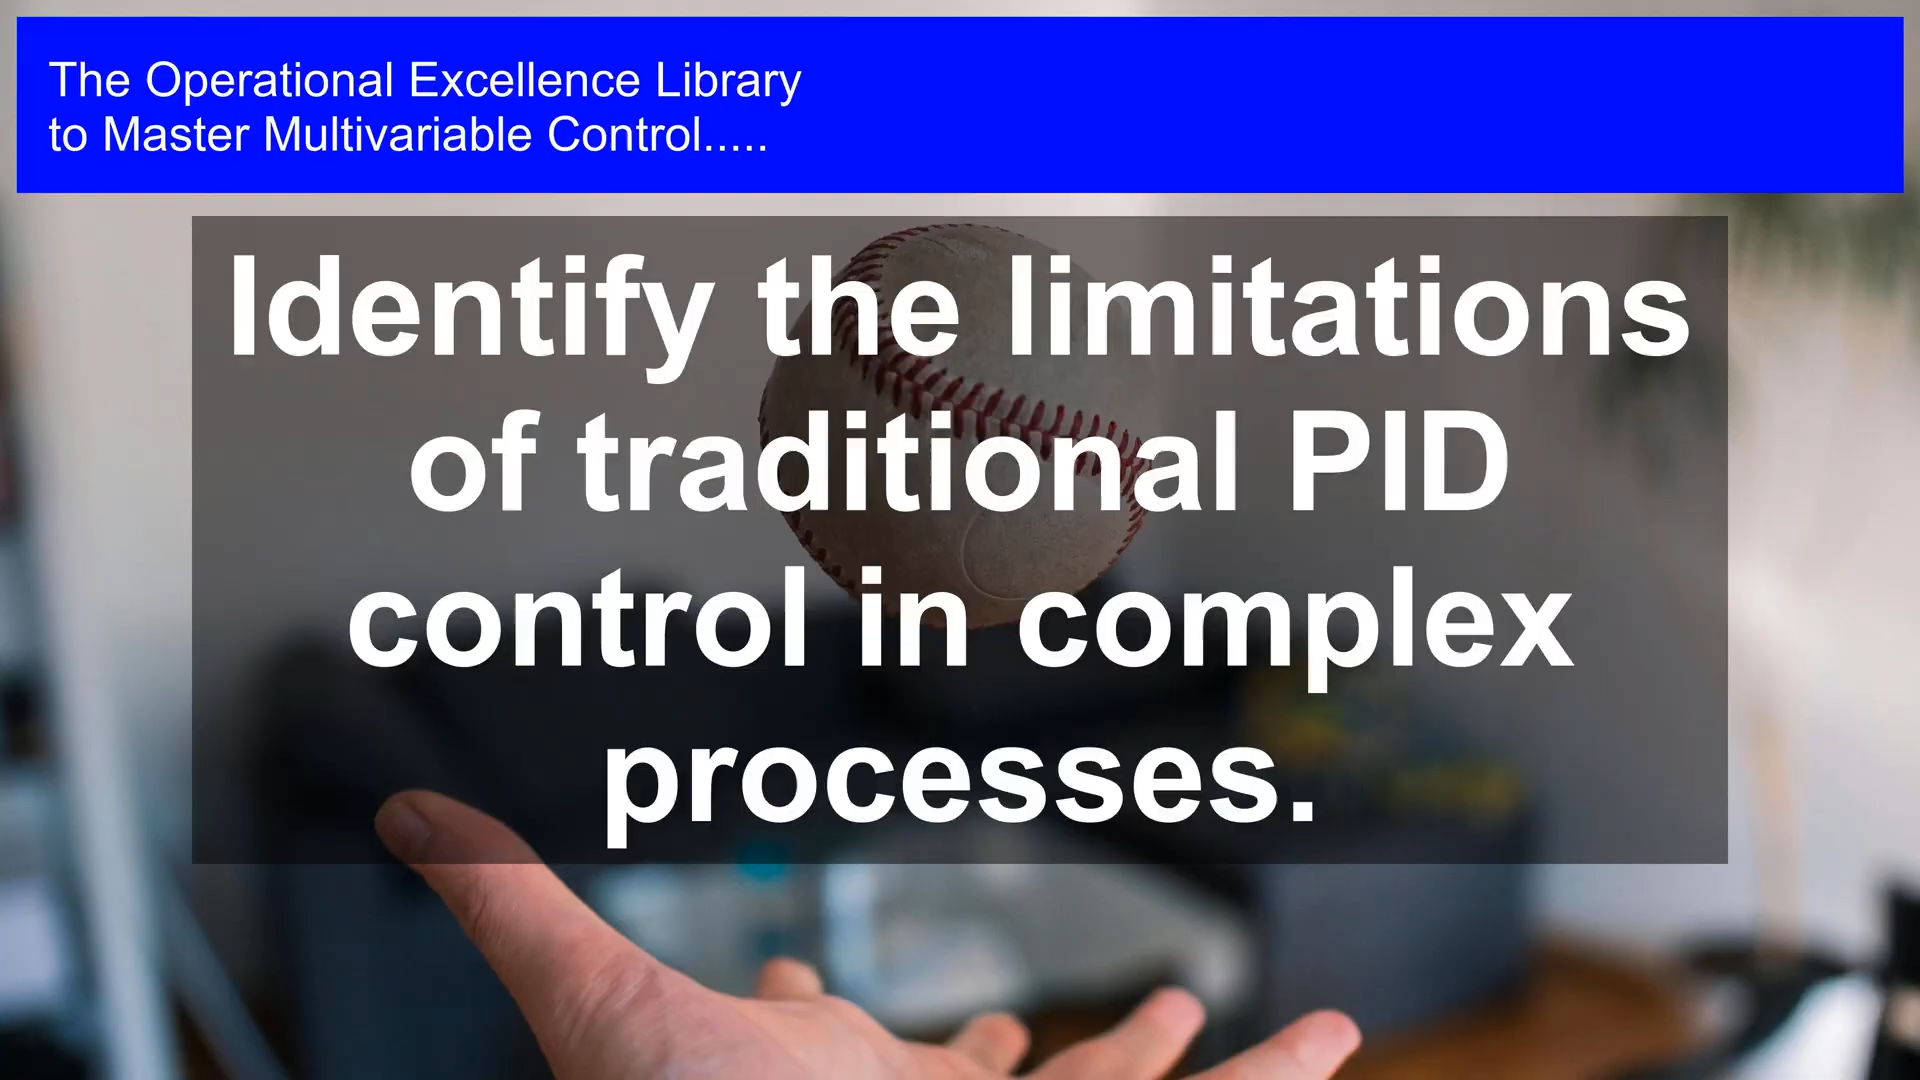 The Operational Excellence Library
to Master Multivariable Control.....
Identify the limitations
of traditional PID
control in complex
processes.